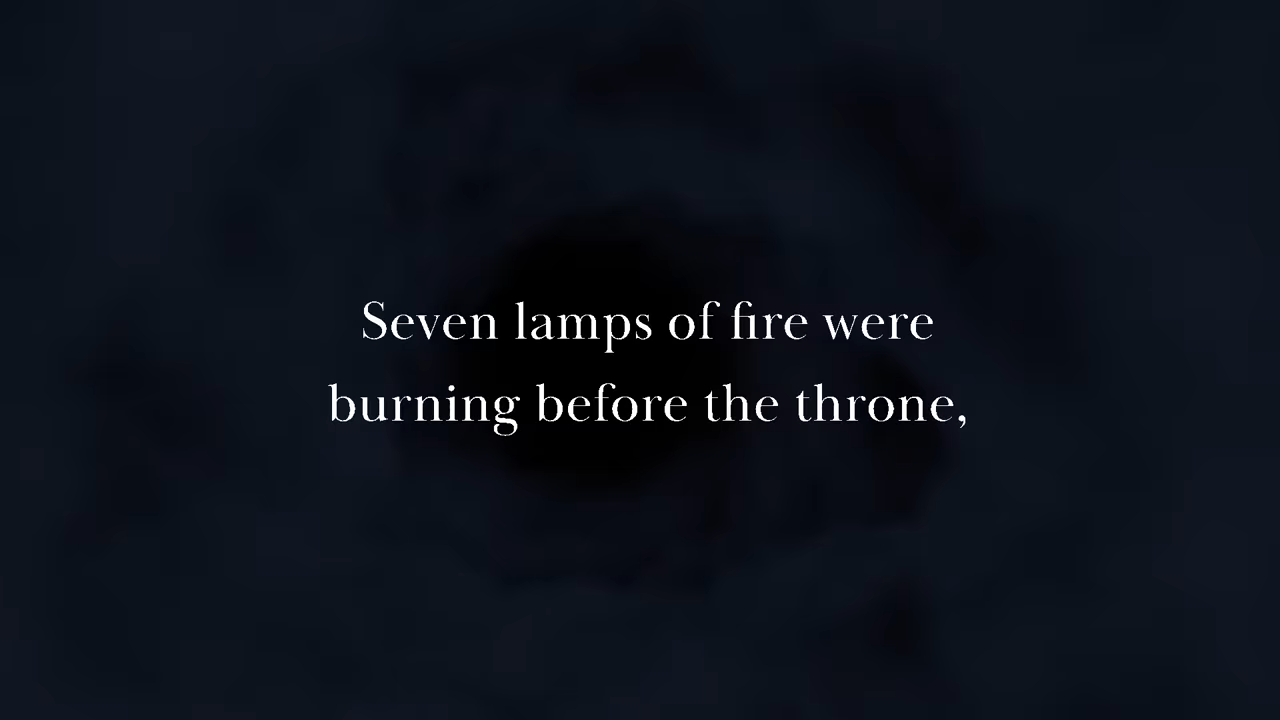 Seven lamps of fire were
burning before the throne,